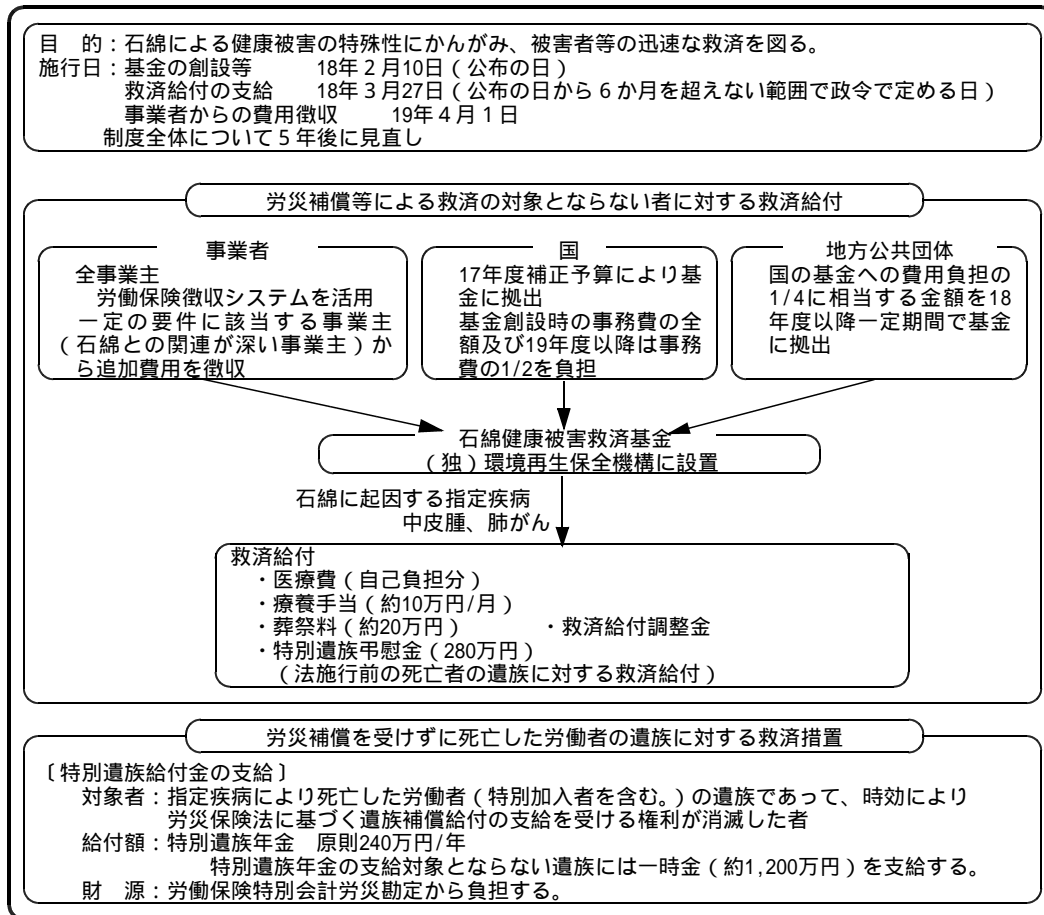 目　的：石綿による健康被害の特殊性にかんがみ、被害者等の迅速な救済を図る。
施行日：基金の創設等　　18年２月10日（公布の日）
救済給付の支給　　18年３月27日（公布の日から６か月を超えない範囲で政令で定める日）
事業者からの費用徴収　　19年４月１日
制度全体について５年後に見直し
労災補償等による救済の対象とならない者に対する救済給付
事業者
全事業主
労働保険徴収システムを活用
一定の要件に該当する事業主
（石綿との関連が深い事業主）か
ら追加費用を徴収
国
17年度補正予算により基
金に拠出
基金創設時の事務費の全
額及び19年度以降は事務
費の1/2を負担
地方公共団体
国の基金への費用負担の
1/4に相当する金額を18
年度以降一定期間で基金
に拠出
石綿健康被害救済基金
（独）環境再生保全機構に設置
石綿に起因する指定疾病
中皮腫、肺がん
救済給付
・医療費（自己負担分）
・療養手当（約10万円/月）
・葬祭料（約20万円）　　　・救済給付調整金
・特別遺族弔慰金（280万円）
（法施行前の死亡者の遺族に対する救済給付）
労災補償を受けずに死亡した労働者の遺族に対する救済措置
〔特別遺族給付金の支給〕
対象者：指定疾病により死亡した労働者（特別加入者を含む。）の遺族であって、時効により
労災保険法に基づく遺族補償給付の支給を受ける権利が消滅した者
給付額：特別遺族年金　原則240万円/年
特別遺族年金の支給対象とならない遺族には一時金（約1,200万円）を支給する。
財　源：労働保険特別会計労災勘定から負担する。